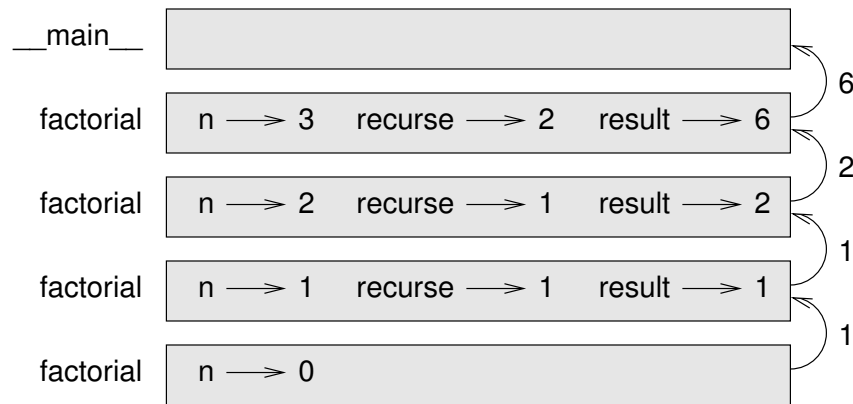 __main__
6
factorial n 3 recurse 2 result 6
2
factorial n 2 recurse 1 result 2
1
factorial n 1 recurse 1 result 1
1
factorial n 0